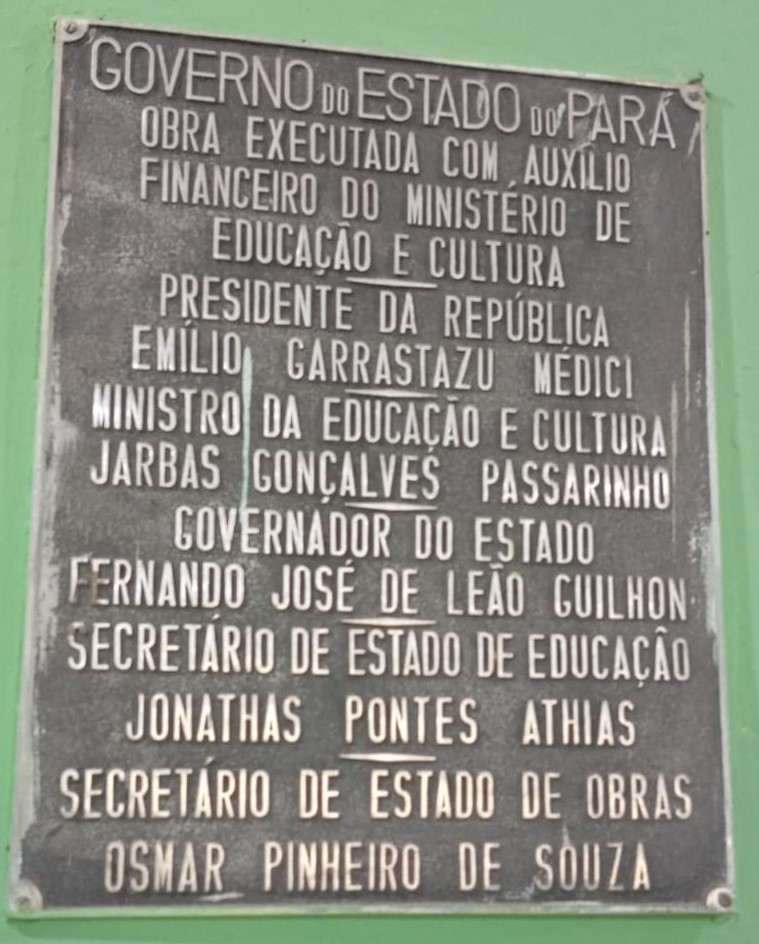 GOVERNO DO ESTADO DO PARÁ
OBRA EXECUTADA COM AUXÍLIO
FINANCEIRO DO MINISTÉRIO DE
EDUCAÇÃO E CULTURA
PRESIDENTE DA REPÚBLICA
EMÍLIO GARRASTAZU MÉDICI
MINISTRO DA EDUCAÇÃO E CULTURA
JARBAS GONÇALVES PASSARINHO
GOVERNADOR DO ESTADO
FERNANDO JOSÉ DE LEÃO GUILHON
SECRETÁRIO DE ESTADO DE EDUCAÇÃO
JONATHAS PONTES ATHIAS
SECRETÁRIO DE ESTADO DE OBRAS
OSMAR PINHEIRO DE SOUZA